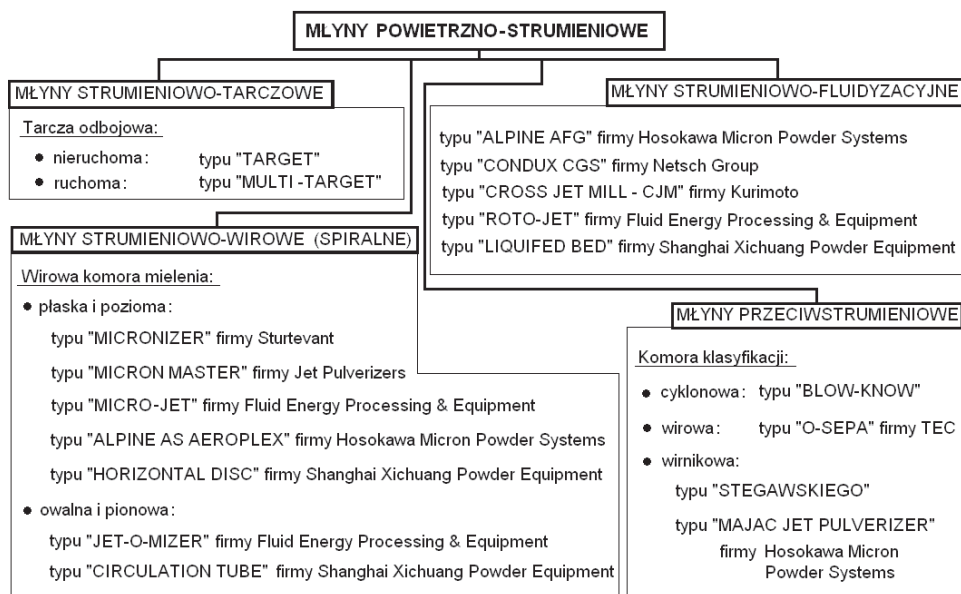 MŁYNY POWIETRZNO-STRUMIENIOWE
MŁYNY STRUMIENIOWO-TARCZOWE
Tarcza odbojowa:
● nieruchoma: typu "TARGET"
● ruchoma: typu "MULTI -TARGET"
MŁYNY STRUMIENIOWO-FLUIDYZACYJNE
typu "ALPINE AFG" firmy Hosokawa Micron Powder Systems
typu "CONDUX CGS" firmy Netsch Group
typu "CROSS JET MILL - CJM" firmy Kurimoto
typu "ROTO-JET" firmy Fluid Energy Processing & Equipment
typu "LIQUIFED BED" firmy Shanghai Xichuang Powder Equipment
MŁYNY STRUMIENIOWO-WIROWE (SPIRALNE)
Wirowa komora mielenia:
● płaska i pozioma:
typu "MICRONIZER" firmy Sturtevant
typu "MICRON MASTER" firmy Jet Pulverizers
typu "MICRO-JET" firmy Fluid Energy Processing & Equipment
typu "ALPINE AS AEROPLEX" firmy Hosokawa Micron Powder Systems
typu "HORIZONTAL DISC" firmy Shanghai Xichuang Powder Equipment
● owalna i pionowa:
typu "JET-O-MIZER" firmy Fluid Energy Processing & Equipment
typu "CIRCULATION TUBE" firmy Shanghai Xichuang Powder Equipment
MŁYNY PRZECIWSTRUMIENIOWE
Komora klasyfikacji:
● cyklonowa: typu "BLOW-KNOW"
● wirowa: typu "O-SEPA" firmy TEC
● wirnikowa:
typu "STEGAWSKIEGO"
typu "MAJAC JET PULVERIZER"
firmy Hosokawa Micron
Powder Systems